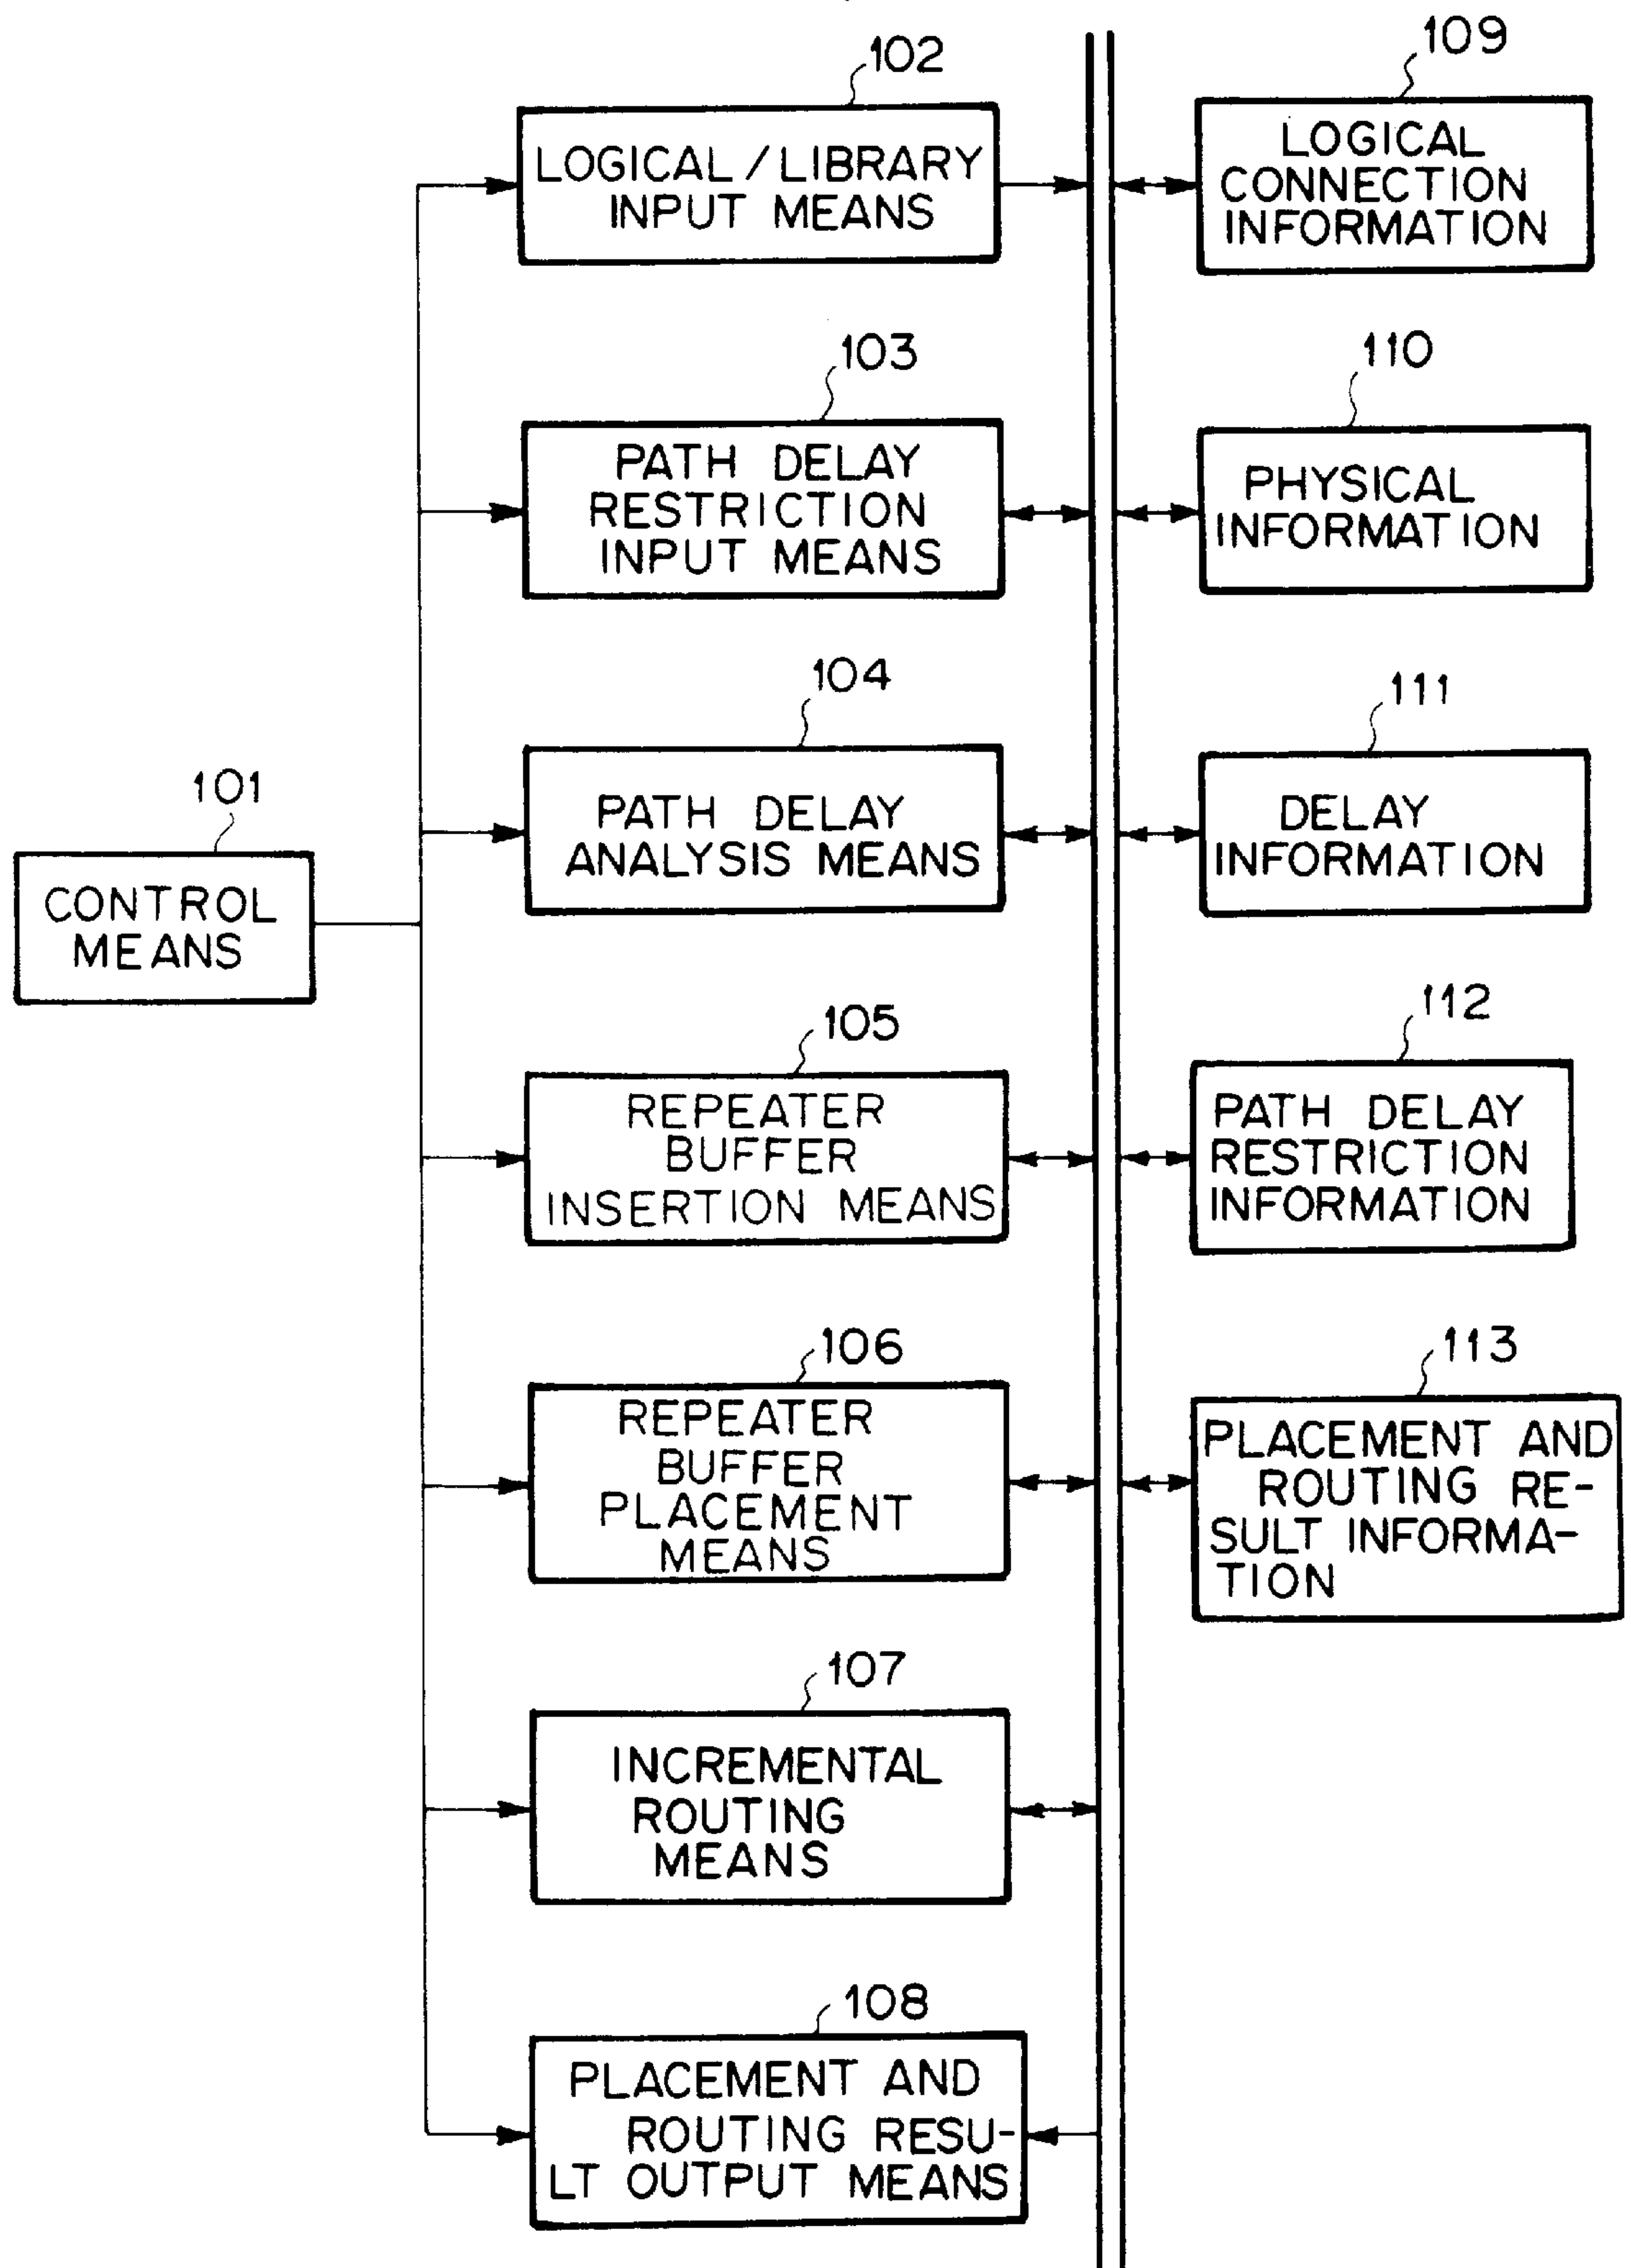 102
LOGICAL/LIBRARY
INPUT MEANS
109
LOGICAL
CONNECTION
INFORMATION
103
PATH DELAY
RESTRICTION
INPUT MEANS
110
PHYSICAL
INFORMATION
104
PATH DELAY
ANALYSIS MEANS
111
DELAY
INFORMATION
101
CONTROL
MEANS
105
REPEATER
BUFFER
INSERTION MEANS
112
PATH DELAY
RESTRICTION
INFORMATION
106
REPEATER
BUFFER
PLACEMENT
MEANS
113
PLACEMENT AND
ROUTING RE-
SULT INFORMA-
TION
107
INCREMENTAL
ROUTING
MEANS
108
PLACEMENT AND
ROUTING RESU-
LT OUTPUT MEANS